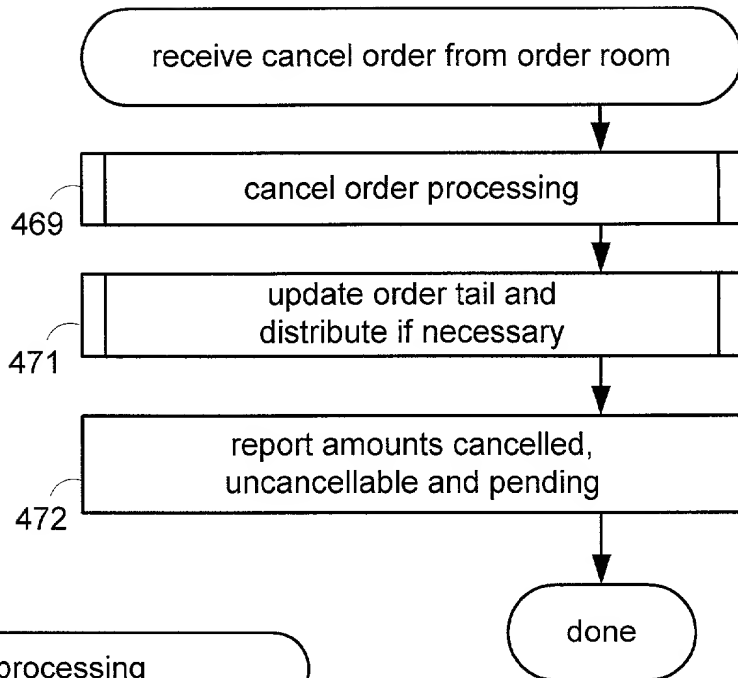 receive cancel order from order room
cancel order processing
469
update order tail and
distribute if necessary
471
report amounts cancelled,
uncancellable and pending
472
done
processing